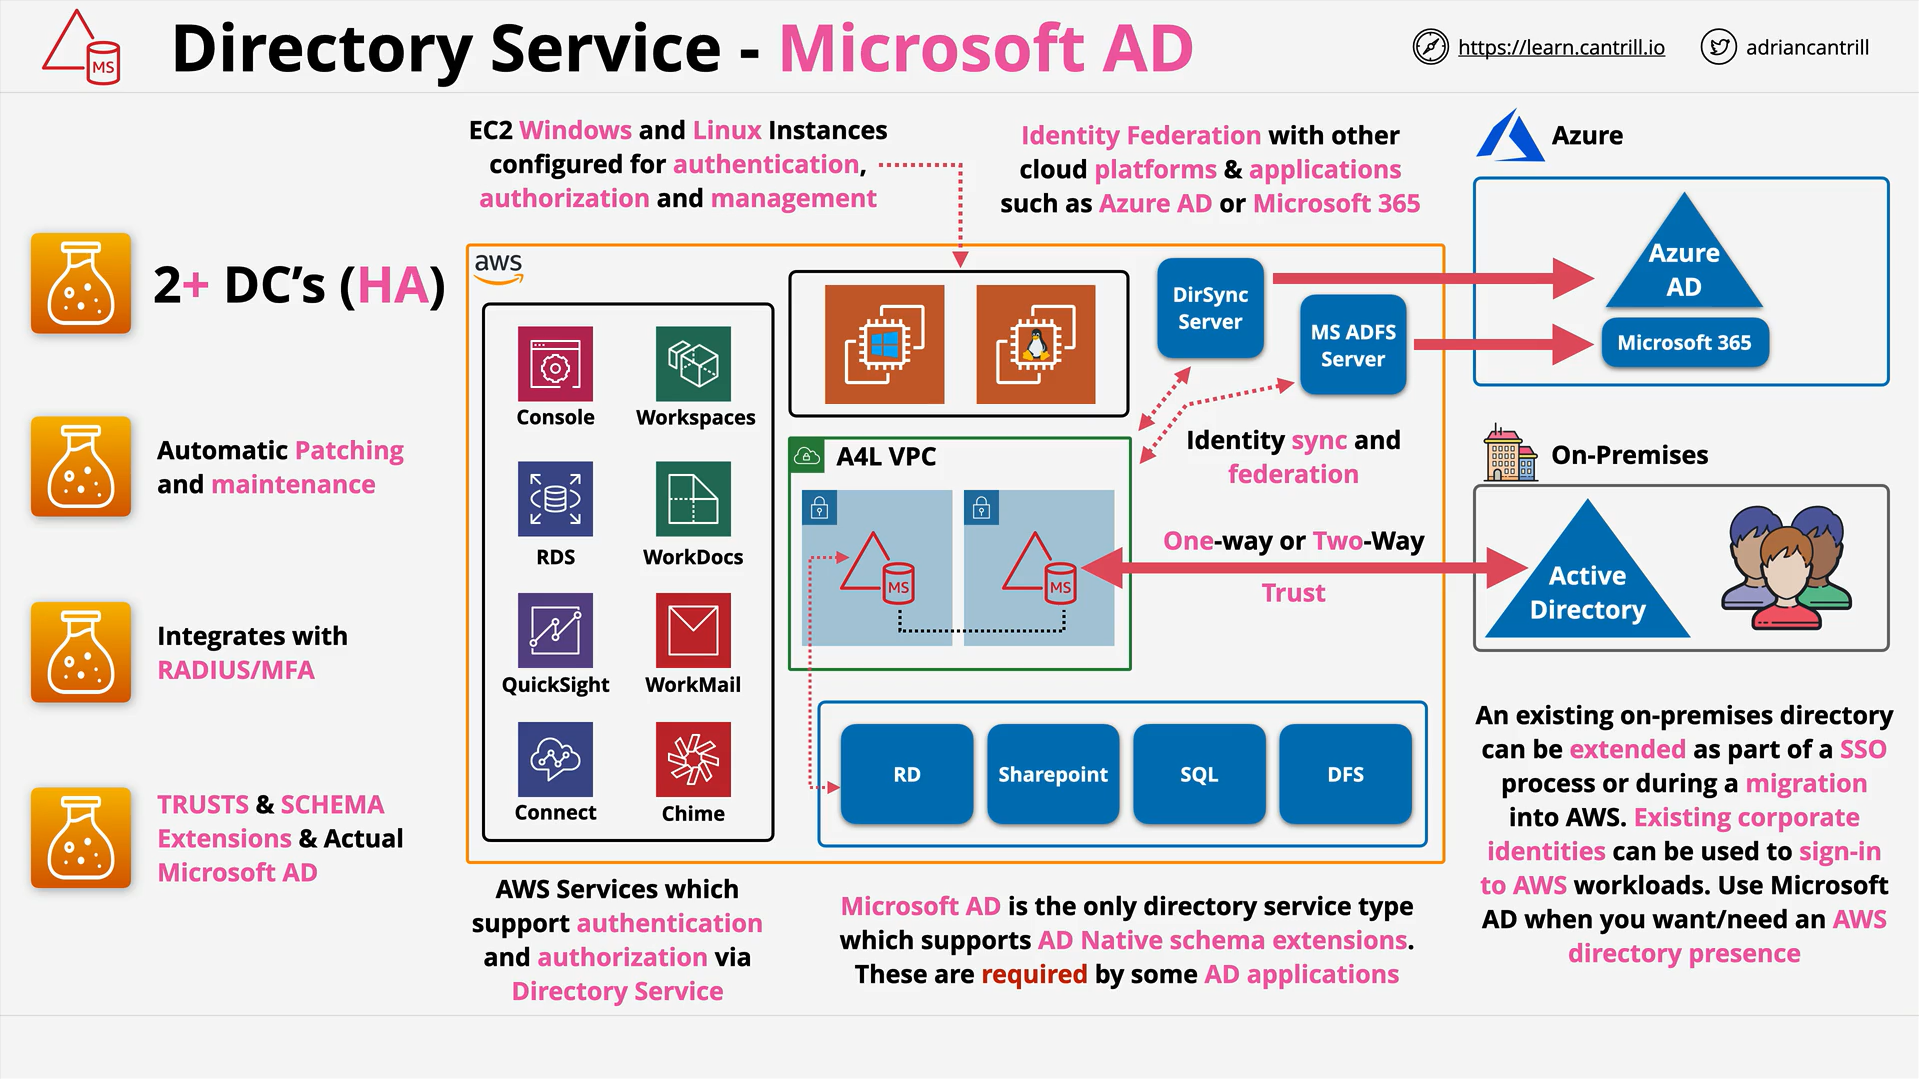 MS
Directory Service - Microsoft AD
https://learn.cantrill.io
adriancantrill
2+ DC’s (HA)
Automatic Patching
and maintenance
Integrates with
RADIUS/MFA
TRUSTS & SCHEMA
Extensions & Actual
Microsoft AD
EC2 Windows and Linux Instances
configured for authentication,
authorization and management
Identity Federation with other
cloud platforms & applications
such as Azure AD or Microsoft 365
aws
Console
Workspaces
RDS
WorkDocs
QuickSight
WorkMail
Connect
Chime
DirSync
Server
MS ADFS
Server
A4L VPC
MS
MS
Identity sync and
federation
One-way or Two-Way
Trust
RD
Sharepoint
SQL
DFS
AWS Services which
support authentication
and authorization via
Directory Service
Microsoft AD is the only directory service type
which supports AD Native schema extensions.
These are required by some AD applications
Azure
Azure
AD
Microsoft 365
On-Premises
Active
Directory
An existing on-premises directory
can be extended as part of a SSO
process or during a migration
into AWS. Existing corporate
identities can be used to sign-in
to AWS workloads. Use Microsoft
AD when you want/need an AWS
directory presence